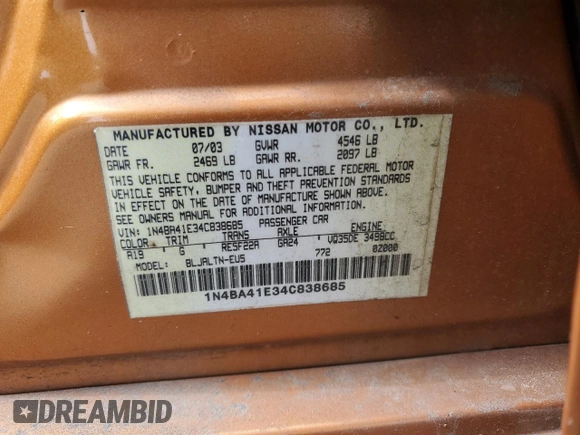 MANUFACTURED BY NISSAN MOTOR CO., LTD.
DATE 07/03 GVWR 4546 LB
GAWR FR. 2469 LB GAWR RR. 2097 LB
THIS VEHICLE CONFORMS TO ALL APPLICABLE FEDERAL MOTOR
VEHICLE SAFETY, BUMPER AND THEFT PREVENTION STANDARDS
IN EFFECT ON THE DATE OF MANUFACTURE SHOWN ABOVE.
SEE OWNERS MANUAL FOR ADDITIONAL INFORMATION.
VIN: 1N4BA41E34C838685 PASSENGER CAR
COLOR TRIM TRANS AXLE ENGINE
A19 G RE5F22A GA24 VQ35DE 3498CC
MODEL: BLJALTN-EUS 772 0Z000
1N4BA41E34C838685
DREAMBID